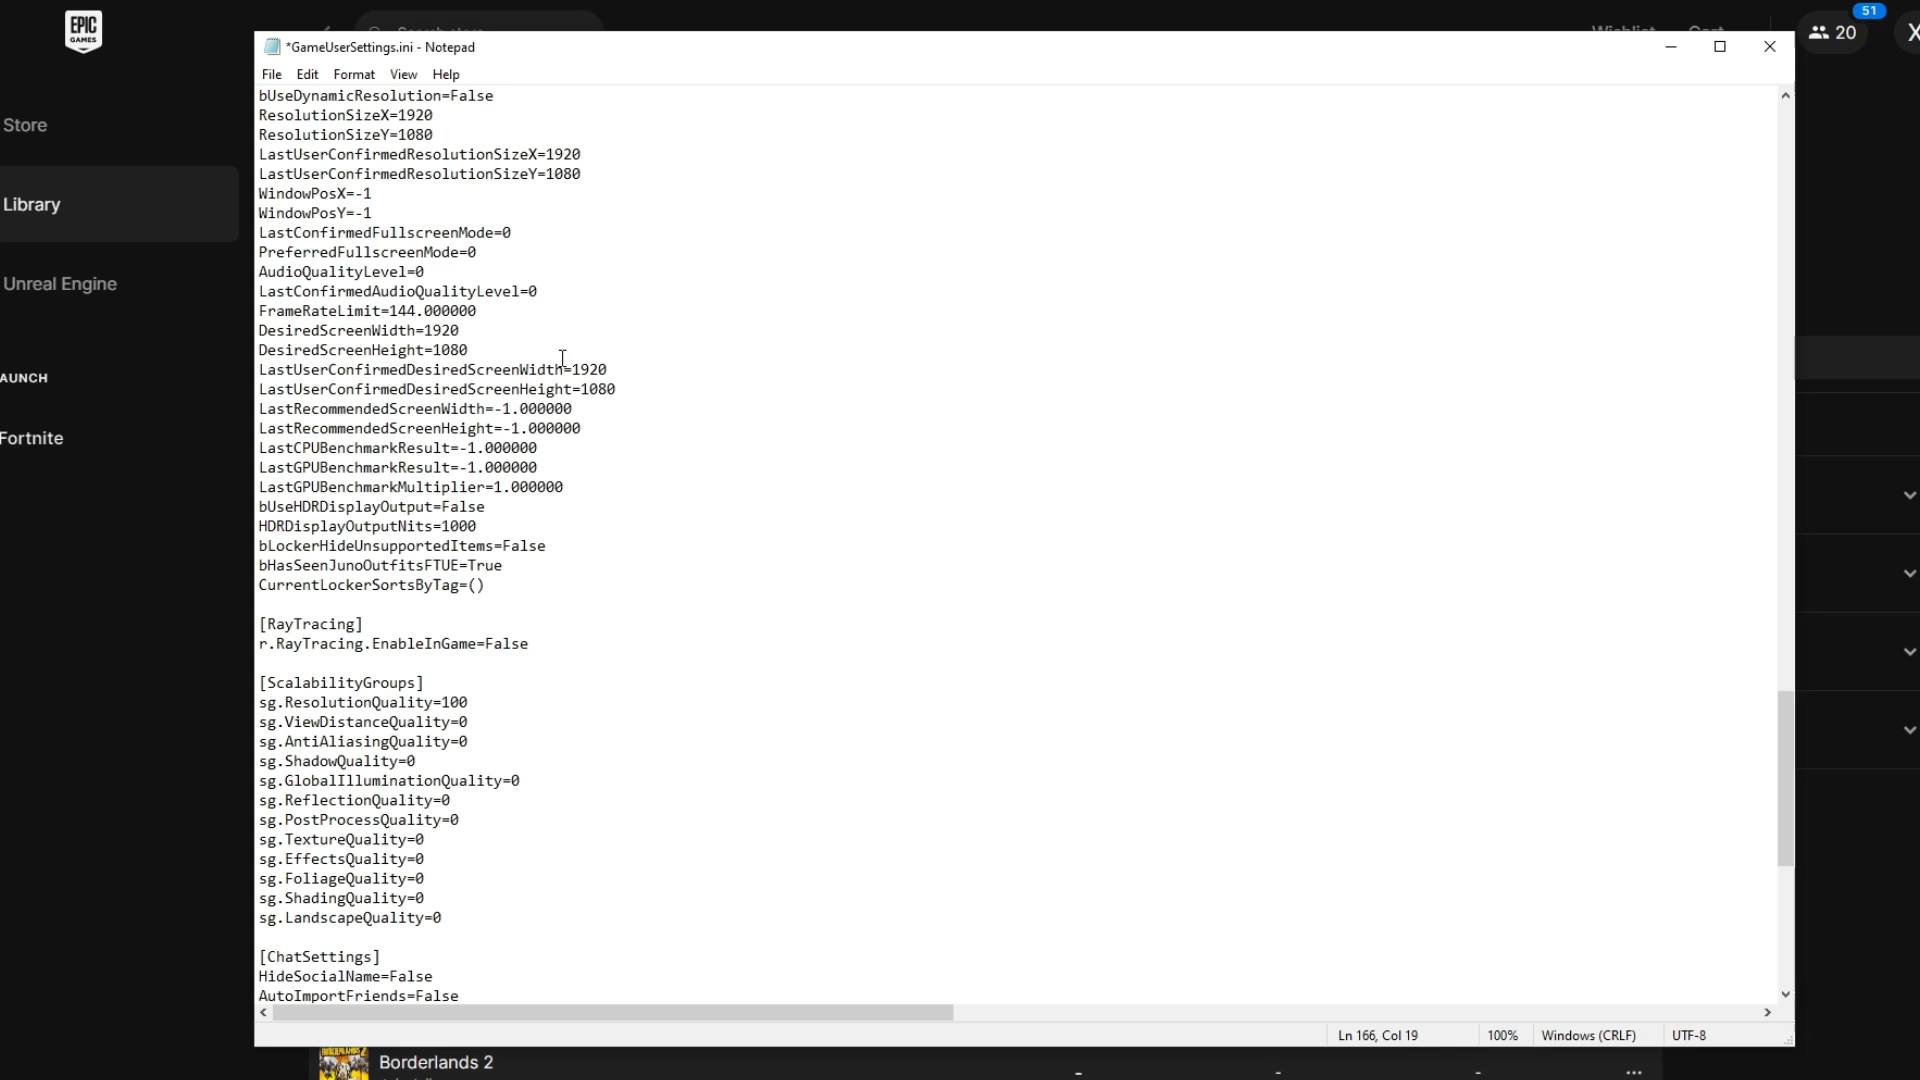 51
EPIC
GAMES
20
*GameUserSettings.ini - Notepad
File Edit Format View Help
Store
Library
Unreal Engine
AUNCH
Fortnite
bUseDynamicResolution=False
ResolutionSizeX=1920
ResolutionSizeY=1080
LastUserConfirmedResolutionSizeX=1920
LastUserConfirmedResolutionSizeY=1080
WindowPosX=-1
WindowPosY=-1
LastConfirmedFullscreenMode=0
PreferredFullscreenMode=0
AudioQualityLevel=0
LastConfirmedAudioQualityLevel=0
FrameRateLimit=144.000000
DesiredScreenWidth=1920
DesiredScreenHeight=1080
LastUserConfirmedDesiredScreenWidth=1920
LastUserConfirmedDesiredScreenHeight=1080
LastRecommendedScreenWidth=-1.000000
LastRecommendedScreenHeight=-1.000000
LastCPUBenchmarkResult=-1.000000
LastGPUBenchmarkResult=-1.000000
LastGPUBenchmarkMultiplier=1.000000
bUseHDRDisplayOutput=False
HDRDisplayOutputNits=1000
bLockerHideUnsupportedItems=False
bHasSeenJunoOutfitsFTUE=True
CurrentLockerSortsByTag=()
[RayTracing]
r.RayTracing.EnableInGame=False
[ScalabilityGroups]
sg.ResolutionQuality=100
sg.ViewDistanceQuality=0
sg.AntiAliasingQuality=0
sg.ShadowQuality=0
sg.GlobalIlluminationQuality=0
sg.ReflectionQuality=0
sg.PostProcessQuality=0
sg.TextureQuality=0
sg.EffectsQuality=0
sg.FoliageQuality=0
sg.ShadingQuality=0
sg.LandscapeQuality=0
[ChatSettings]
HideSocialName=False
AutoImportFriends=False
Ln 166, Col 19 100% Windows (CRLF) UTF-8
Borderlands 2
- - - ...